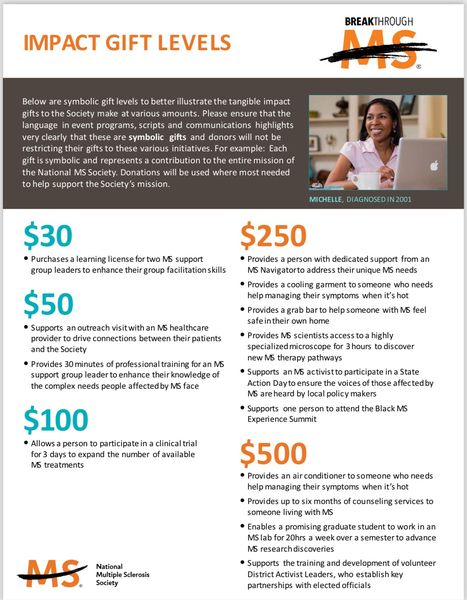 IMPACT GIFT LEVELS
BREAKTHROUGH
MS®
Below are symbolic gift levels to better illustrate the tangible impact
gifts to the Society make at various amounts. Please ensure that the
language in event programs, scripts and communications highlights
very clearly that these are symbolic gifts and donors will not be
restricting their gifts to these various initiatives. For example: Each
gift is symbolic and represents a contribution to the entire mission of
the National MS Society. Donations will be used where most needed
to help support the Society's mission.
MICHELLE, DIAGNOSED IN 2001
$30
• Purchases a learning license for two MS support
group leaders to enhance their group facilitation skills
$50
• Supports an outreach visit with an MS healthcare
provider to drive connections between their patients
and the Society
• Provides 30 minutes of professional training for an MS
support group leader to enhance their knowledge of
the complex needs people affected by MS face
$100
• Allows a person to participate in a clinical trial
for 3 days to expand the number of available
MS treatments
$250
• Provides a person with dedicated support from an
MS Navigator to address their unique MS needs
• Provides a cooling garment to someone who needs
help managing their symptoms when it's hot
• Provides a grab bar to help someone with MS feel
safe in their own home
• Provides MS scientists access to a highly
specialized microscope for 3 hours to discover
new MS therapy pathways
• Supports an MS activist to participate in a State
Action Day to ensure the voices of those affected by
MS are heard by local policy makers
• Supports one person to attend the Black MS
Experience Summit
$500
• Provides an air conditioner to someone who needs
help managing their symptoms when it's hot
• Provides up to six months of counseling services to
someone living with MS
• Enables a promising graduate student to work in an
MS lab for 20hrs a week over a semester to advance
MS research discoveries
• Supports the training and development of volunteer
District Activist Leaders, who establish key
partnerships with elected officials
MS®
National
Multiple Sclerosis
Society